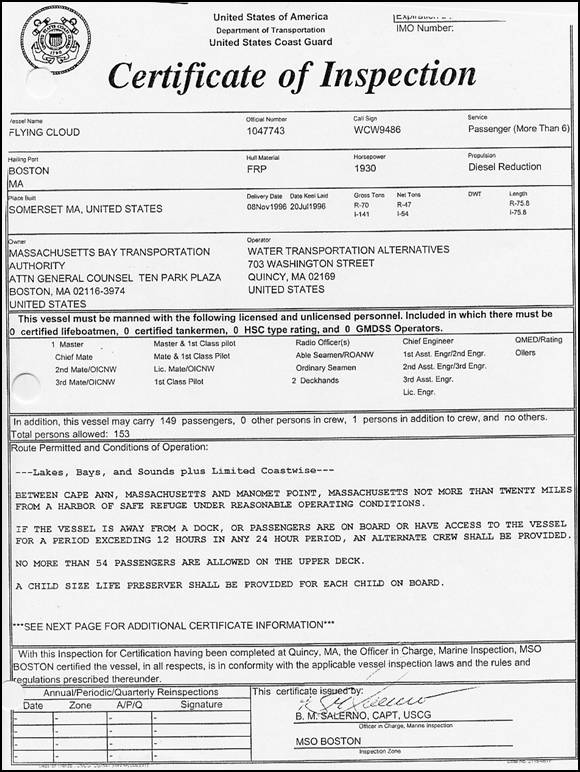 United States of America
Department of Transportation
United States Coast Guard
Certificate of Inspection
IMO Number:
Vessel Name
Official Number
Call Sign
Service
FLYING CLOUD
1047743
WCW9486
Passenger (More Than 6)
Hailing Port
Hull Material
Horsepower
Propulsion
BOSTON
MA
FRP
1930
Diesel Reduction
Place Built
Delivery Date
Date Keel Laid
Gross Tons
Net Tons
DWT
Length
SOMERSET MA, UNITED STATES
08Nov1996
20Jul1996
R-70
I-141
R-47
I-54
R-75.8
I-75.8
Owner
MASSACHUSETTS BAY TRANSPORTATION
AUTHORITY
ATTN GENERAL COUNSEL TEN PARK PLAZA
BOSTON, MA 02116-3974
UNITED STATES
Operator
WATER TRANSPORTATION ALTERNATIVES
703 WASHINGTON STREET
QUINCY, MA 02169
UNITED STATES
This vessel must be manned with the following licensed and unlicensed personnel. Included in which there must be
0 certified lifeboatmen, 0 certified tankermen, 0 HSC type rating, and 0 GMDSS Operators.
1 Master
Chief Mate
2nd Mate/OICNW
3rd Mate/OICNW
Master & 1st Class pilot
Mate & 1st Class Pilot
Lic. Mate/OICNW
1st Class Pilot
Radio Officer(s)
Able Seamen/ROANW
Ordinary Seamen
2 Deckhands
Chief Engineer
1st Asst. Engr/2nd Engr.
2nd Asst. Engr/3rd Engr.
3rd Asst. Engr.
Lic. Engr.
QMED/Rating
Oilers
In addition, this vessel may carry 149 passengers, 0 other persons in crew, 1 persons in addition to crew, and no others.
Total persons allowed: 153
Route Permitted and Conditions of Operation:
---Lakes, Bays, and Sounds plus Limited Coastwise---
BETWEEN CAPE ANN, MASSACHUSETTS AND MANOMET POINT, MASSACHUSETTS NOT MORE THAN TWENTY MILES
FROM A HARBOR OF SAFE REFUGE UNDER REASONABLE OPERATING CONDITIONS.
IF THE VESSEL IS AWAY FROM A DOCK, OR PASSENGERS ARE ON BOARD OR HAVE ACCESS TO THE VESSEL
FOR A PERIOD EXCEEDING 12 HOURS IN ANY 24 HOUR PERIOD, AN ALTERNATE CREW SHALL BE PROVIDED.
NO MORE THAN 54 PASSENGERS ARE ALLOWED ON THE UPPER DECK.
A CHILD SIZE LIFE PRESERVER SHALL BE PROVIDED FOR EACH CHILD ON BOARD.
***SEE NEXT PAGE FOR ADDITIONAL CERTIFICATE INFORMATION***
With this Inspection for Certification having been completed at Quincy, MA, the Officer in Charge, Marine Inspection, MSO
BOSTON certified the vessel, in all respects, is in conformity with the applicable vessel inspection laws and the rules and
regulations prescribed thereunder.
Annual/Periodic/Quarterly Reinspections
Date
Zone
A/P/Q
Signature
This certificate issued by:
B. M. SALERNO, CAPT, USCG
Officer in Charge, Marine Inspection
MSO BOSTON
Inspection Zone